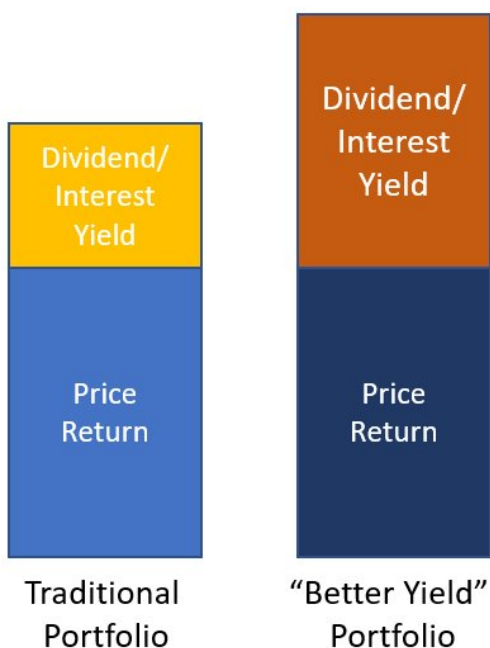 Dividend/
Interest
Yield
Price
Return
Traditional
Portfolio
Dividend/
Interest
Yield
Price
Return
“Better Yield”
Portfolio